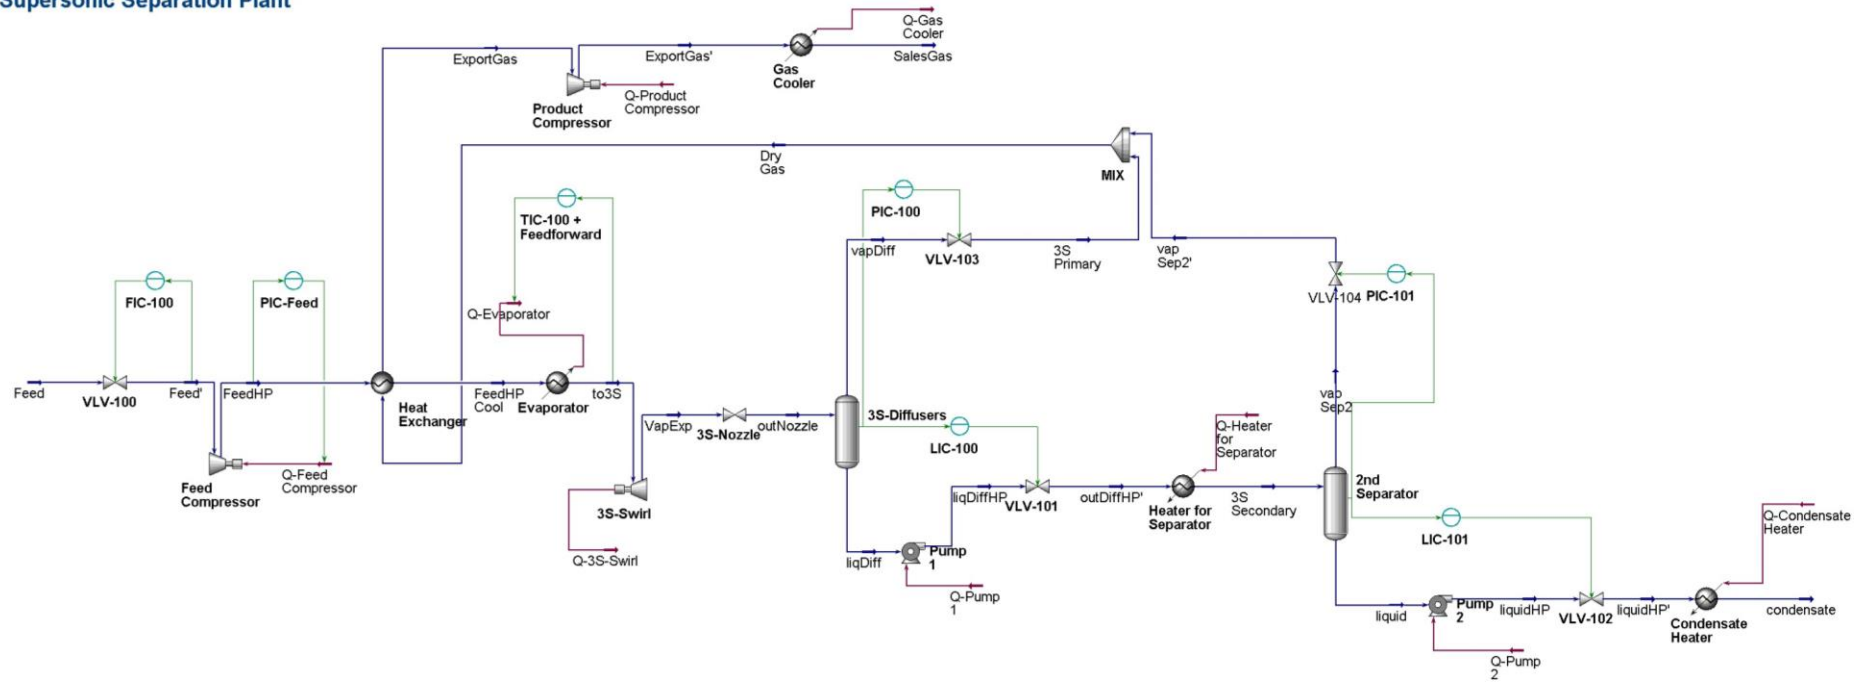 Supersonic Separation Plant
Q-Gas
Cooler
ExportGas
ExportGas'
SalesGas
Gas
Cooler
Product
Compressor
Q-Product
Compressor
Dry
Gas
MIX
TIC-100 +
Feedforward
PIC-100
vapDiff
VLV-103
3S
Primary
vap
Sep2'
FIC-100
PIC-Feed
Q-Evaporator
VLV-104
PIC-101
Feed
VLV-100
Feed'
FeedHP
Heat
Exchanger
FeedHP
Cool
Evaporator
to3S
vap
Sep2
VapExp
3S-Nozzle
outNozzle
3S-Diffusers
LIC-100
Q-Heater
for
Separator
Feed
Compressor
Q-Feed
Compressor
3S-Swirl
Q-3S-Swirl
liqDiffHP
VLV-101
outDiffHP'
Heater for
Separator
3S
Secondary
2nd
Separator
LIC-101
Q-Condensate
Heater
liqDiff
Pump
1
Q-Pump
1
liquid
Pump
2
liquidHP
VLV-102
liquidHP'
Condensate
Heater
condensate
Q-Pump
2